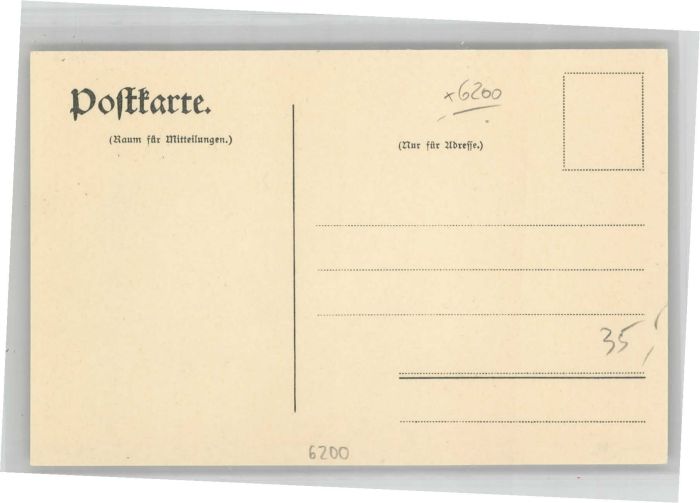 Postkarte.
(Raum für Mitteilungen.)
x6200
(Nur für Adresse.)
35,
6200